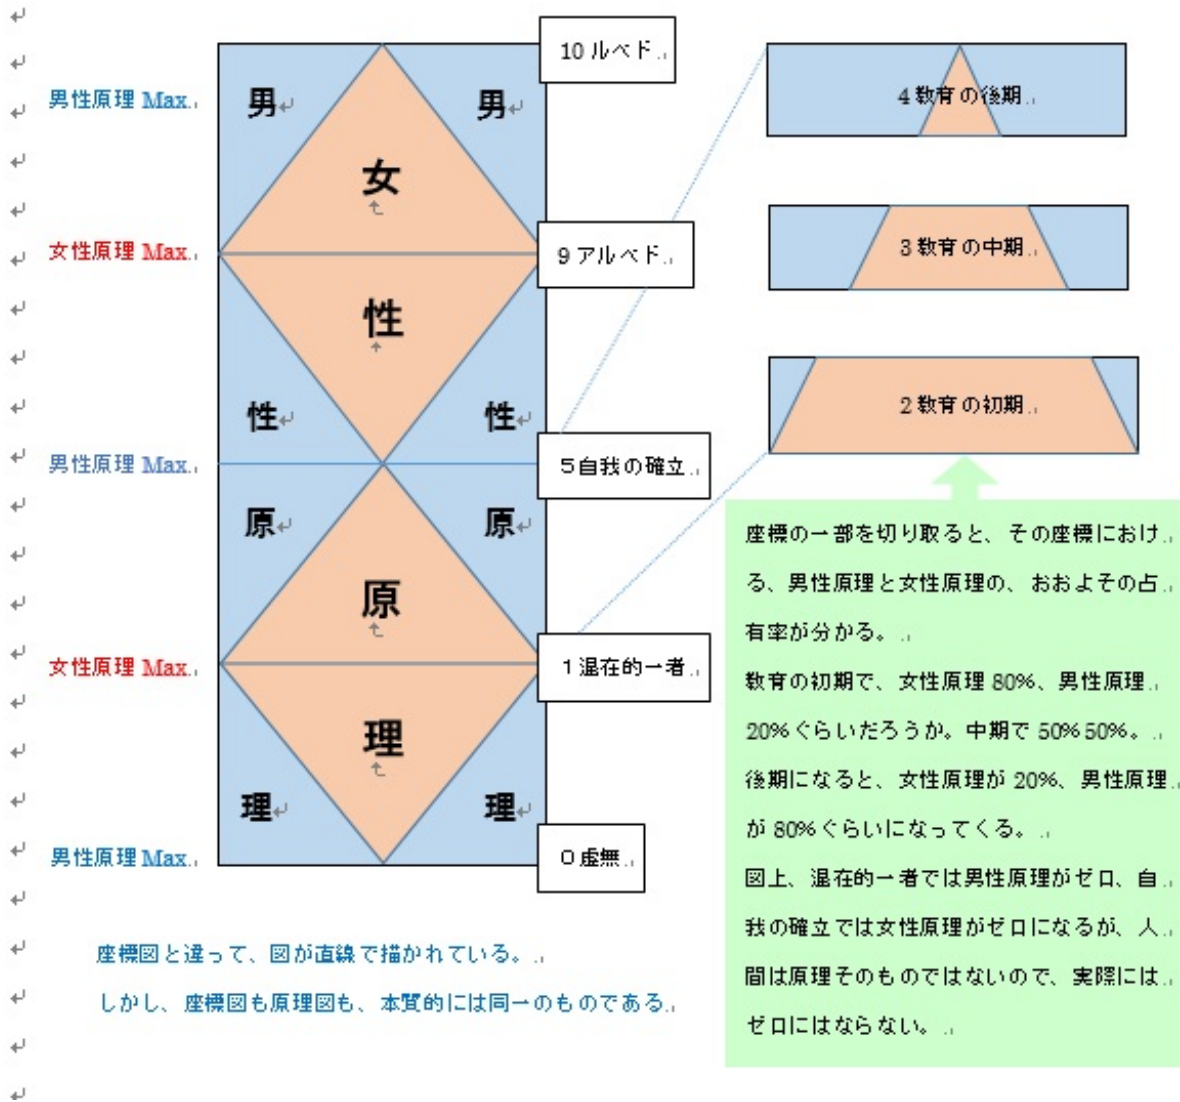 10 ルベド
男性原理 Max.
男
男
4 教育の後期
女
女性原理 Max.
9 アルベド
3 教育の中期
性
性
性
2 教育の初期
男性原理 Max.
5 自我の確立
原
原
原
座標の一部を切り取ると、その座標におけ
る、男性原理と女性原理の、おおよその占
有率が分かる。
教育の初期で、女性原理 80%、男性原理
20%ぐらいだろうか。中期で 50%50%。
後期になると、女性原理が 20%、男性原理
が 80%ぐらいになってくる。
図上、混在的一者では男性原理がゼロ、自
我の確立では女性原理がゼロになるが、人
間は原理そのものではないので、実際には
ゼロにはならない。
女性原理 Max.
1 混在的一者
理
理
理
男性原理 Max.
0 虚無
座標図と違って、図が直線で描かれている。
しかし、座標図も原理図も、本質的には同一のものである